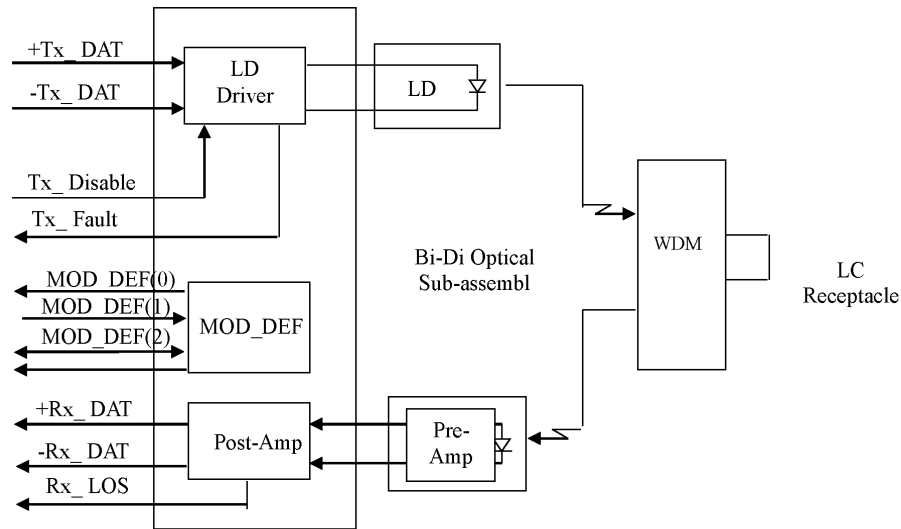 +Tx_ DAT
-Tx_ DAT
LD
Driver
LD
Tx_ Disable
Tx_ Fault
MOD_DEF(0)
MOD_DEF(1)
MOD_DEF(2)
MOD_DEF
Bi-Di Optical
Sub-assembl
WDM
LC
Receptacle
+Rx_ DAT
-Rx_ DAT
Rx_ LOS
Post-Amp
Pre-
Amp